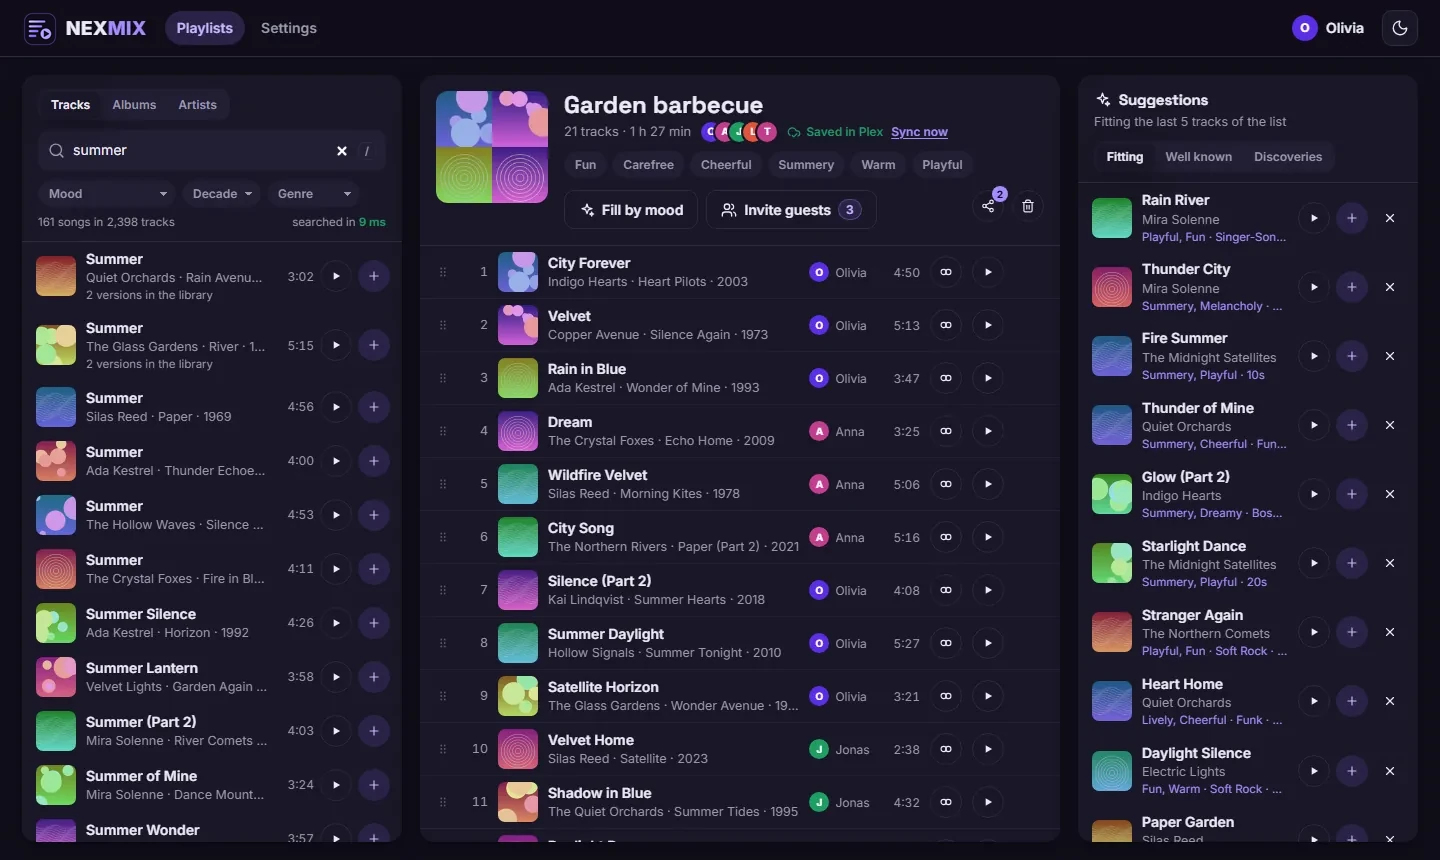 NEXMIX
Playlists
Settings
O Olivia
Tracks
Albums
Artists
summer
/
Mood
Decade
Genre
161 songs in 2,398 tracks
searched in 9 ms
Summer
Quiet Orchards · Rain Avenu...
2 versions in the library
3:02
Summer
The Glass Gardens · River · 1...
2 versions in the library
5:15
Summer
Silas Reed · Paper · 1969
4:56
Summer
Ada Kestrel · Thunder Echoe...
4:00
Summer
The Hollow Waves · Silence ...
4:53
Summer
The Crystal Foxes · Fire in Bl...
4:11
Summer Silence
Ada Kestrel · Horizon · 1992
4:26
Summer Lantern
Velvet Lights · Garden Again ...
3:58
Summer (Part 2)
Mira Solenne · River Comets ...
4:03
Summer of Mine
Mira Solenne · Dance Mount...
3:24
Summer Wonder
3:57
Garden barbecue
21 tracks · 1 h 27 min
J
T
Saved in Plex
Sync now
Fun
Carefree
Cheerful
Summery
Warm
Playful
Fill by mood
Invite guests 3
2
1
City Forever
Indigo Hearts · Heart Pilots · 2003
O Olivia
4:50
2
Velvet
Copper Avenue · Silence Again · 1973
O Olivia
5:13
3
Rain in Blue
Ada Kestrel · Wonder of Mine · 1993
O Olivia
3:47
4
Dream
The Crystal Foxes · Echo Home · 2009
A Anna
3:25
5
Wildfire Velvet
Silas Reed · Morning Kites · 1978
A Anna
5:06
6
City Song
The Northern Rivers · Paper (Part 2) · 2021
A Anna
5:16
7
Silence (Part 2)
Kai Lindqvist · Summer Hearts · 2018
O Olivia
4:08
8
Summer Daylight
Hollow Signals · Summer Tonight · 2010
O Olivia
5:27
9
Satellite Horizon
The Glass Gardens · Wonder Avenue · 19...
O Olivia
3:21
10
Velvet Home
Silas Reed · Satellite · 2023
J Jonas
2:38
11
Shadow in Blue
The Quiet Orchards · Summer Tides · 1995
J Jonas
4:32
Suggestions
Fitting the last 5 tracks of the list
Fitting
Well known
Discoveries
Rain River
Mira Solenne
Playful, Fun · Singer-Son...
Thunder City
Mira Solenne
Summery, Melancholy · ...
Fire Summer
The Midnight Satellites
Summery, Playful · 10s
Thunder of Mine
Quiet Orchards
Summery, Cheerful · Fun...
Glow (Part 2)
Indigo Hearts
Summery, Dreamy · Bos...
Starlight Dance
The Midnight Satellites
Summery, Playful · 20s
Stranger Again
The Northern Comets
Playful, Fun · Soft Rock · ...
Heart Home
Quiet Orchards
Lively, Cheerful · Funk · ...
Daylight Silence
Electric Lights
Fun, Warm · Soft Rock · ...
Paper Garden
Silas Reed